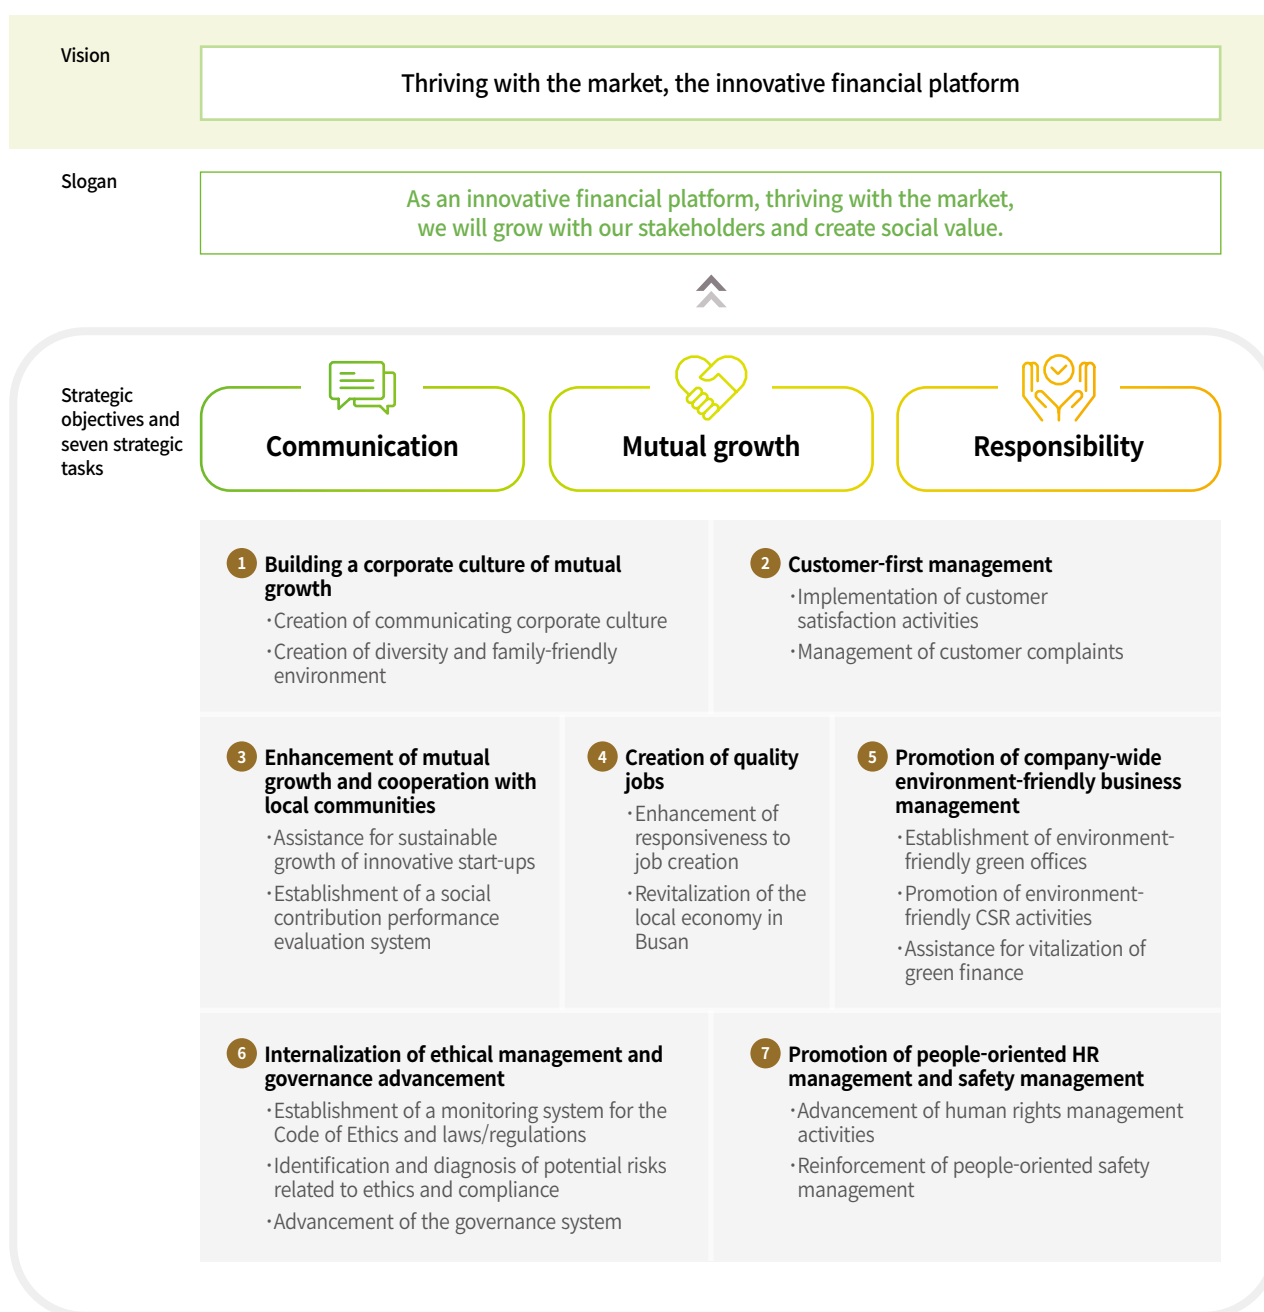 Vision
Thriving with the market, the innovative financial platform
Slogan
As an innovative financial platform, thriving with the market,
we will grow with our stakeholders and create social value.
Strategic
objectives and
seven strategic
tasks
Communication
Mutual growth
Responsibility
1 Building a corporate culture of mutual
growth
·Creation of communicating corporate culture
·Creation of diversity and family-friendly
environment
2 Customer-first management
·Implementation of customer
satisfaction activities
·Management of customer complaints
3 Enhancement of mutual
growth and cooperation with
local communities
·Assistance for sustainable
growth of innovative start-ups
·Establishment of a social
contribution performance
evaluation system
4 Creation of quality
jobs
·Enhancement of
responsiveness to
job creation
·Revitalization of the
local economy in
Busan
5 Promotion of company-wide
environment-friendly business
management
·Establishment of environment-
friendly green offices
·Promotion of environment-
friendly CSR activities
·Assistance for vitalization of
green finance
6 Internalization of ethical management and
governance advancement
·Establishment of a monitoring system for the
Code of Ethics and laws/regulations
·Identification and diagnosis of potential risks
related to ethics and compliance
·Advancement of the governance system
7 Promotion of people-oriented HR
management and safety management
·Advancement of human rights management
activities
·Reinforcement of people-oriented safety
management